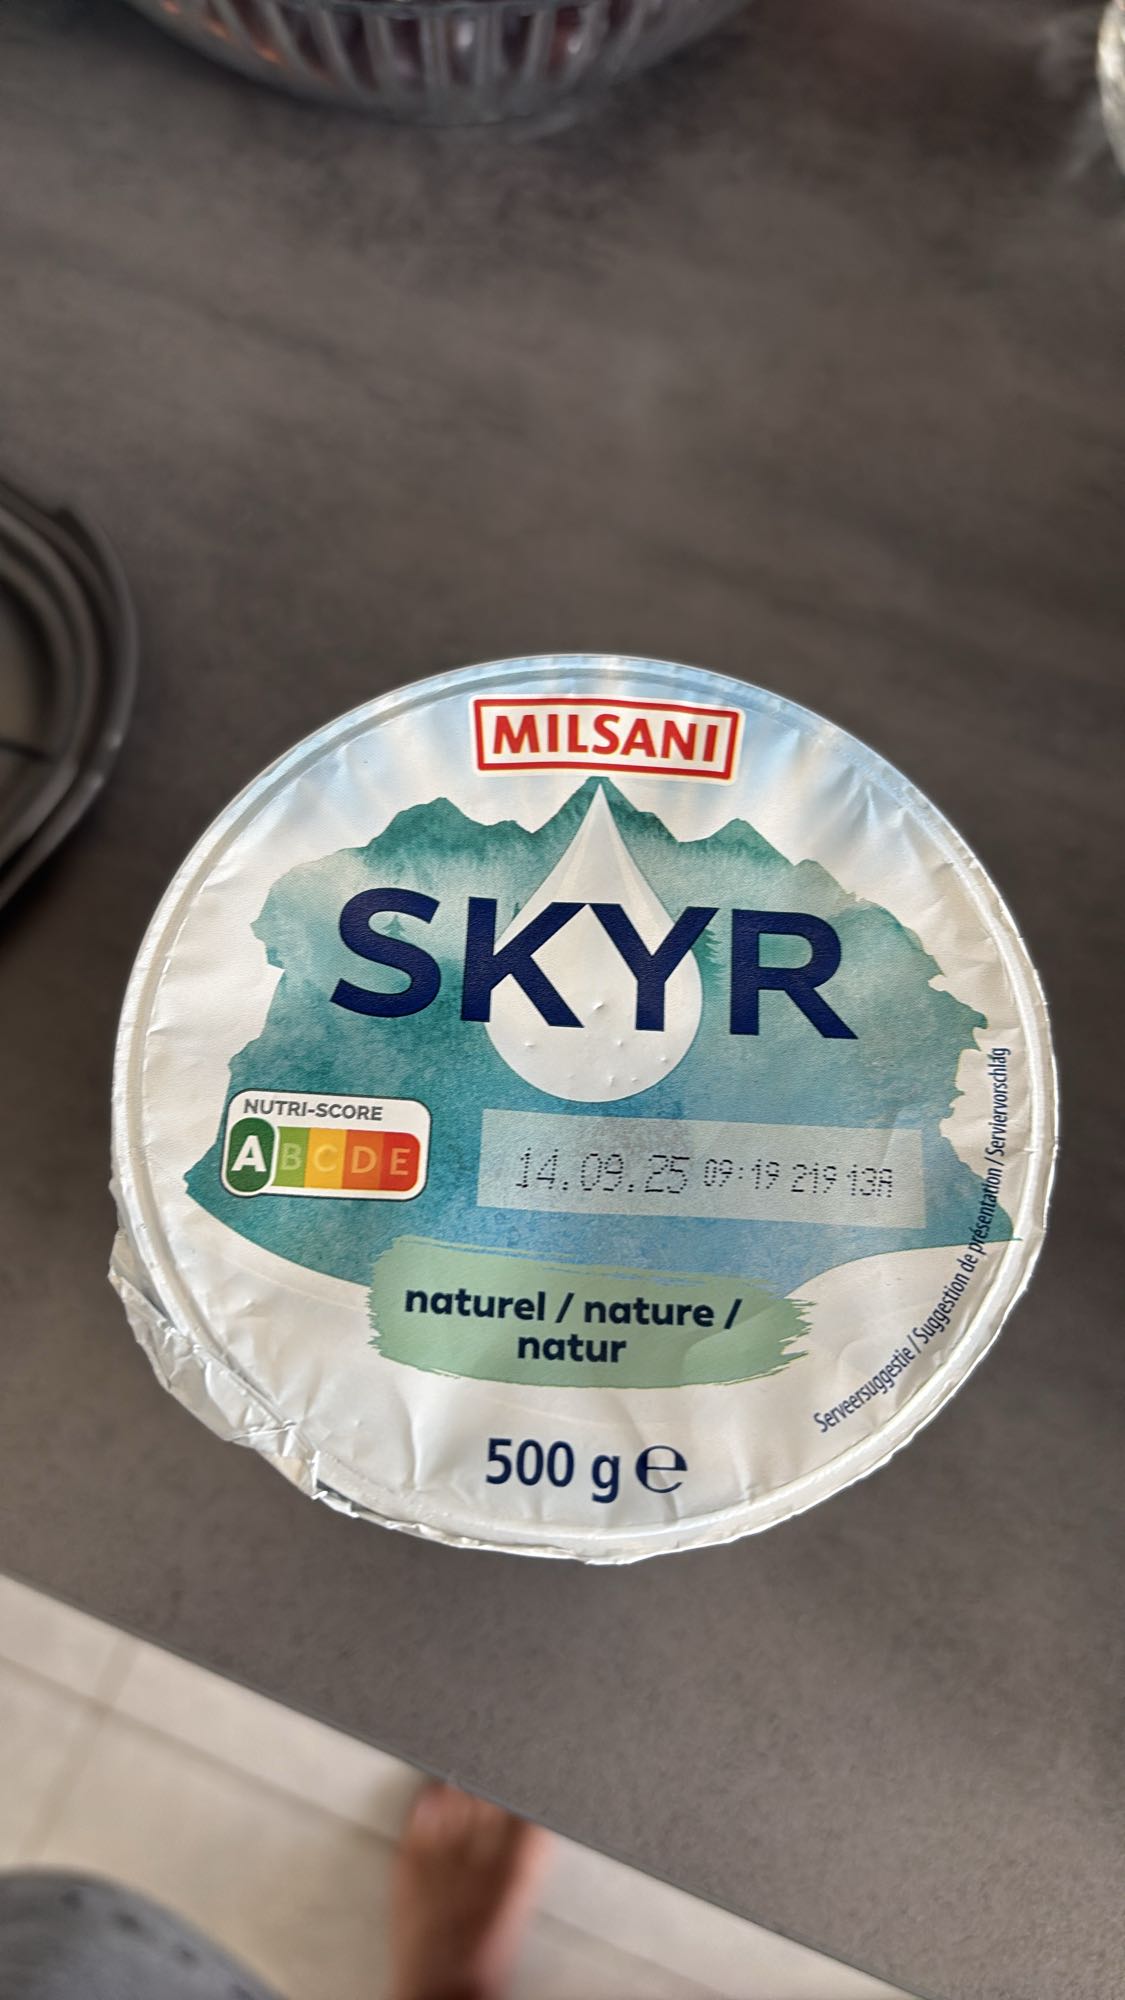 MILSANI
SKYR
NUTRI-SCORE
A B C D E
14.09.25 09:19 219 13A
naturel / nature /
natur
500 g ℮
Serveersuggestie / Suggestion de présentation / Serviervorschlag